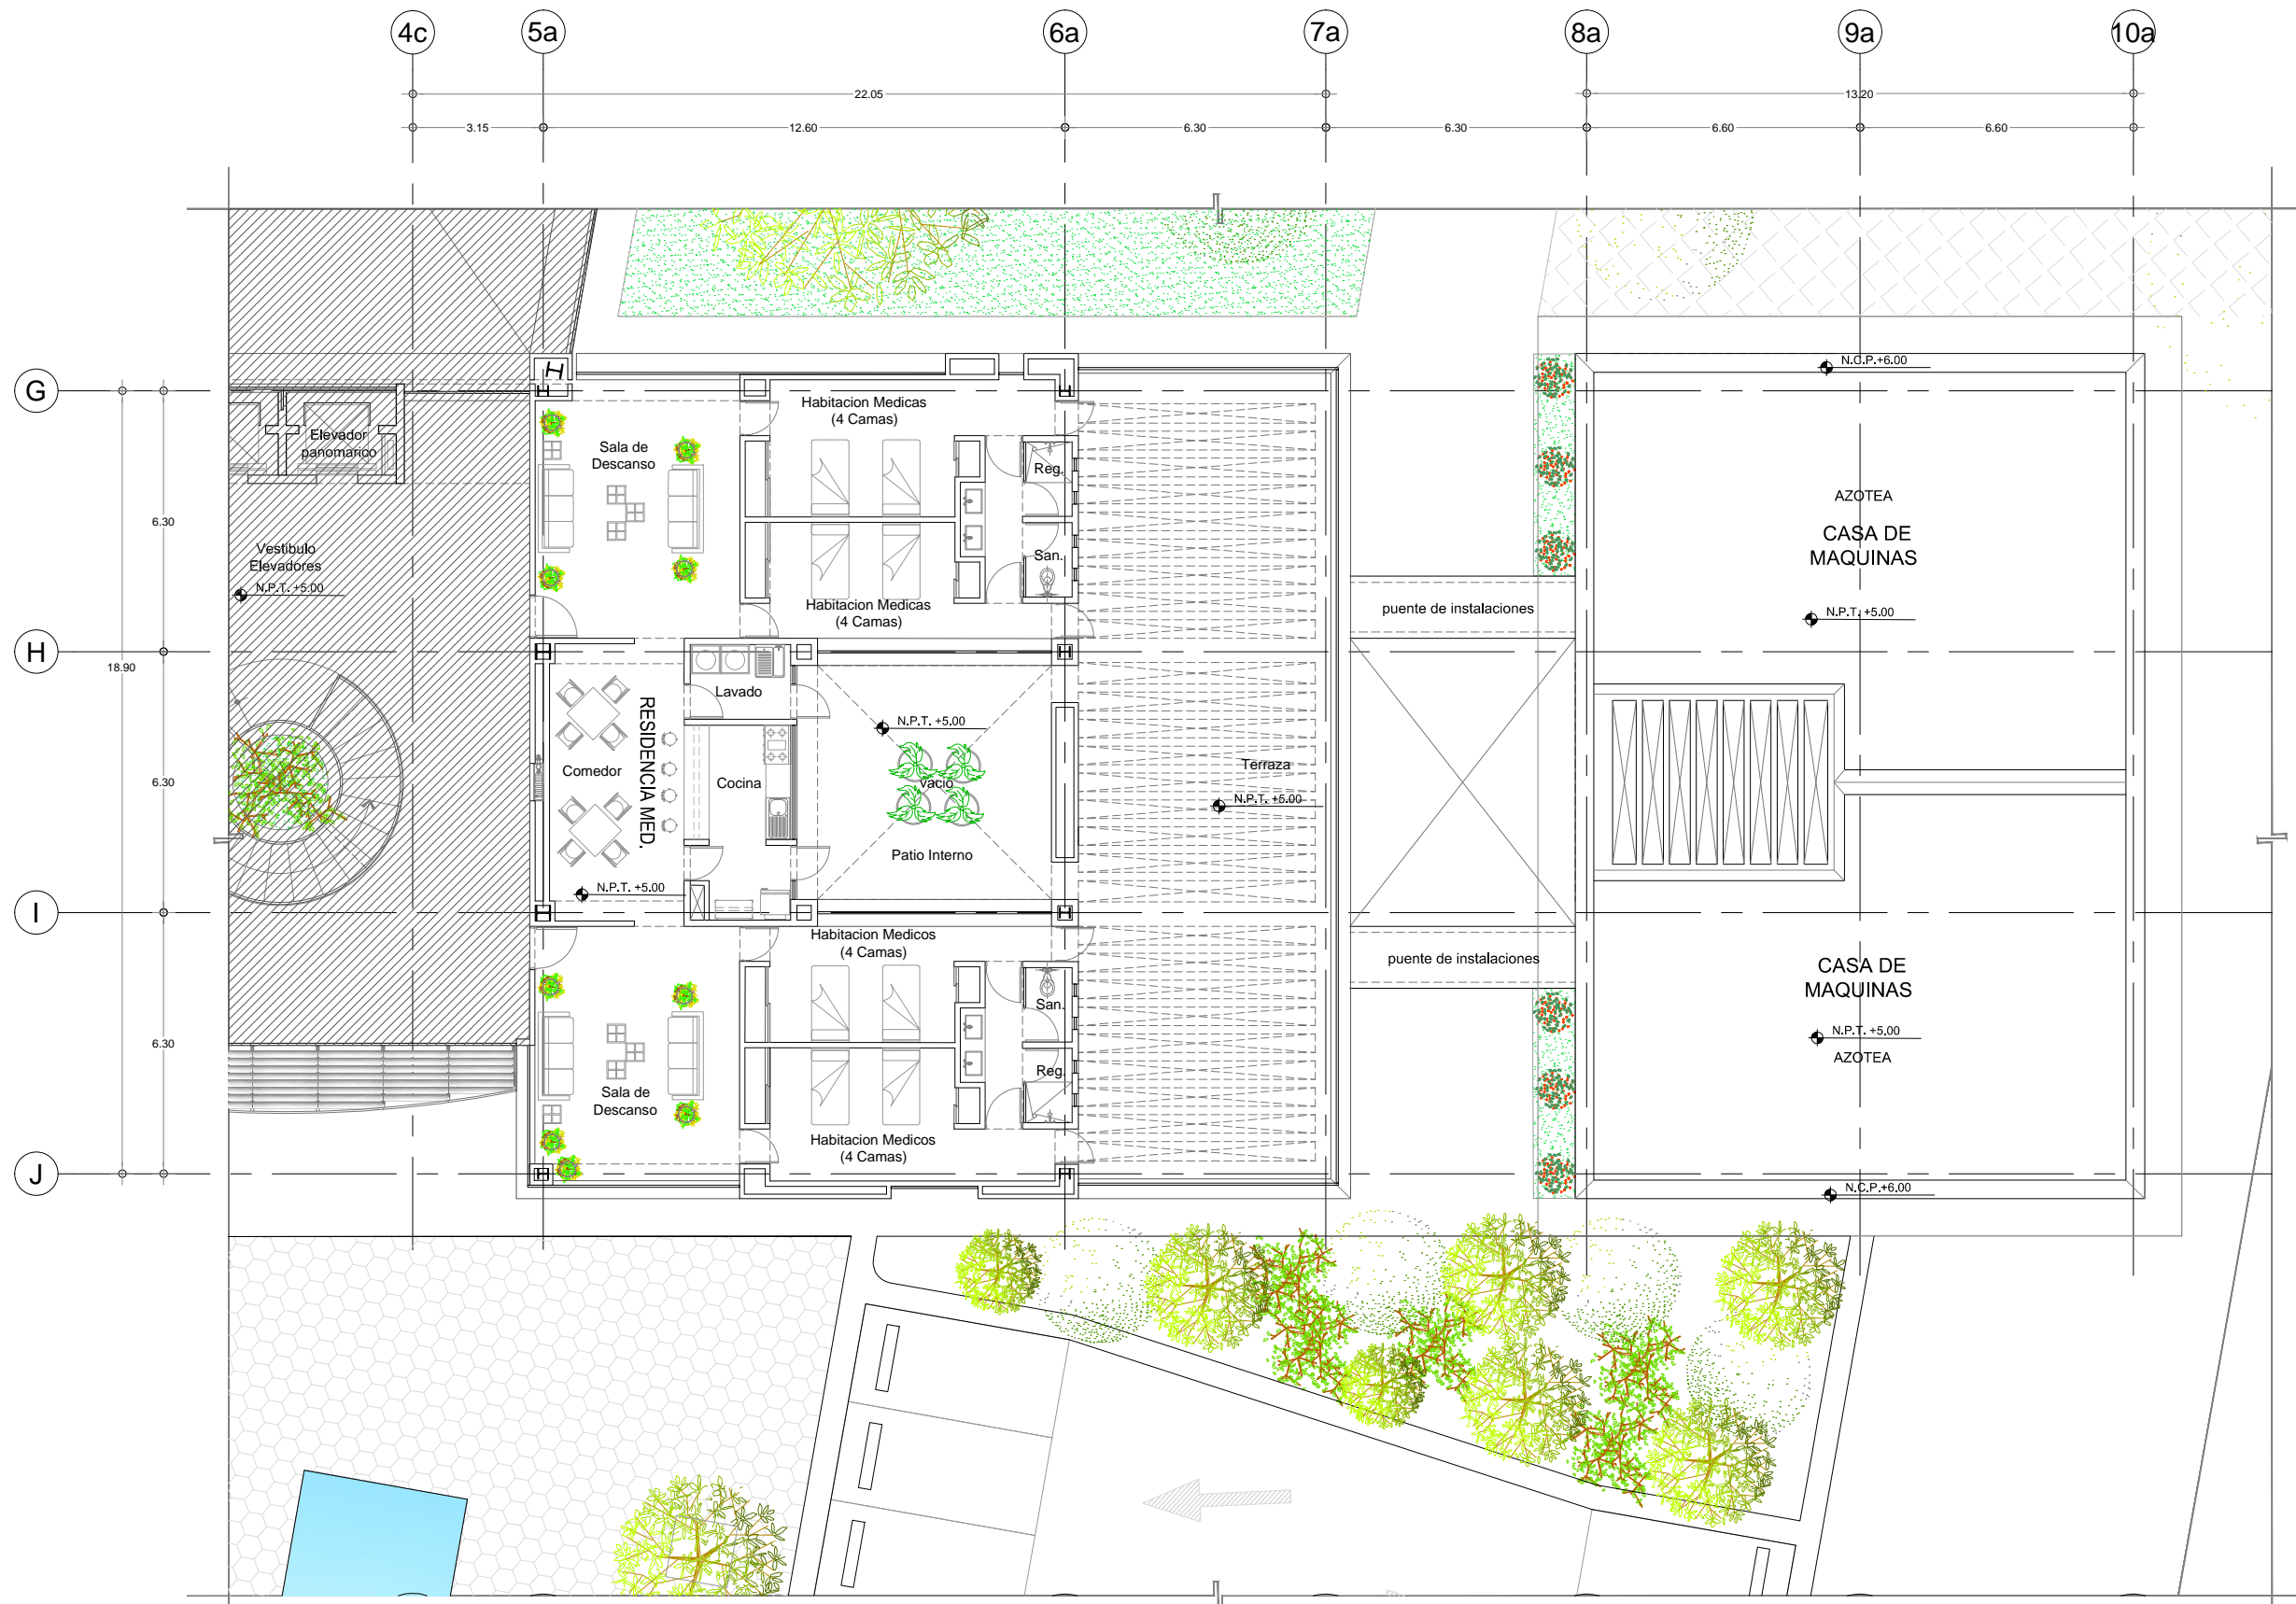 4c
5a
6a
7a
8a
9a
10a
22.05
13.20
3.15
12.60
6.30
6.30
6.60
6.60
G
H
I
J
6.30
18.90
6.30
6.30
Elevador
panomarico
Vestibulo
Elevadores
N.P.T. +5.00
Sala de
Descanso
Habitacion Medicas
(4 Camas)
Reg.
San.
Habitacion Medicas
(4 Camas)
Lavado
RESIDENCIA MED.
Comedor
Cocina
N.P.T. +5.00
N.P.T. +5.00
Vacio
Patio Interno
Terraza
N.P.T. +5.00
Habitacion Medicos
(4 Camas)
San.
Reg.
Sala de
Descanso
Habitacion Medicos
(4 Camas)
puente de instalaciones
puente de instalaciones
N.C.P.+6.00
AZOTEA
CASA DE
MAQUINAS
N.P.T. +5.00
CASA DE
MAQUINAS
N.P.T. +5.00
AZOTEA
N.C.P.+6.00